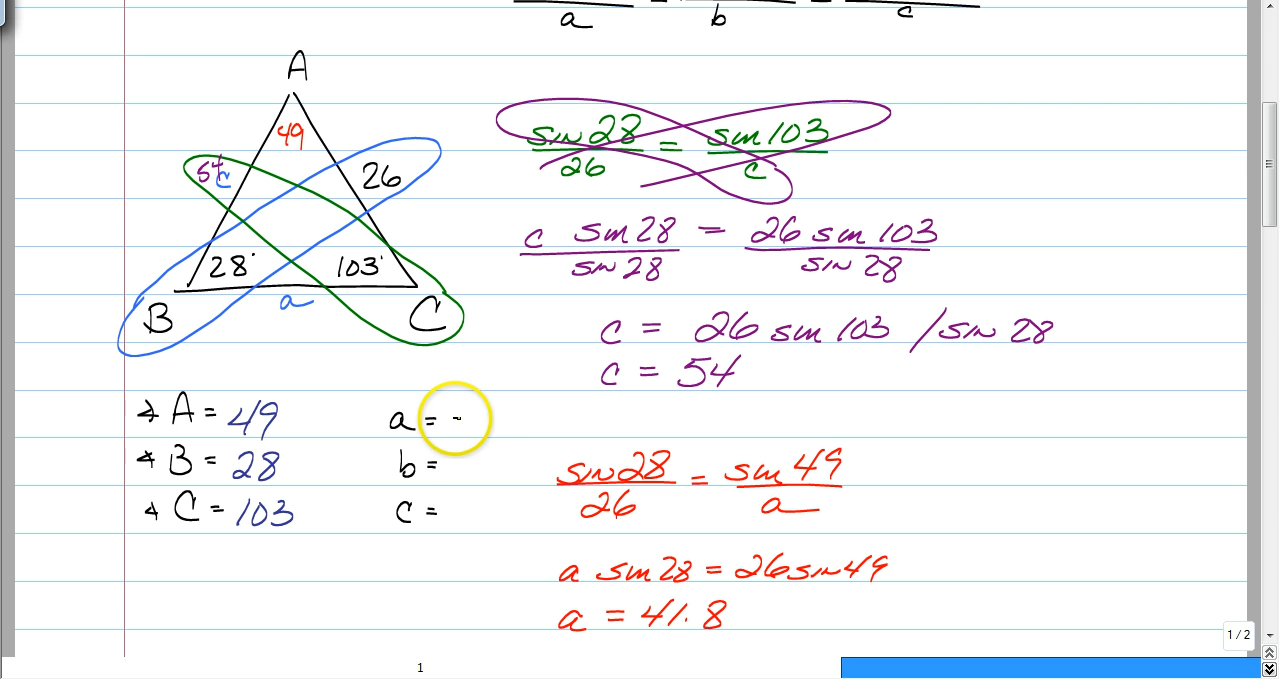 a b c
A
49
54 c 26
28° 103°
B a C
sin 28 / 26 = sin 103 / c
c sin 28 / sin 28 = 26 sin 103 / sin 28
c = 26 sin 103 / sin 28
c = 54
∢ A = 49
∢ B = 28
∢ C = 103
a = -
b =
c =
sin 28 / 26 = sin 49 / a
a sin 28 = 26 sin 49
a = 41.8
1 / 2
1